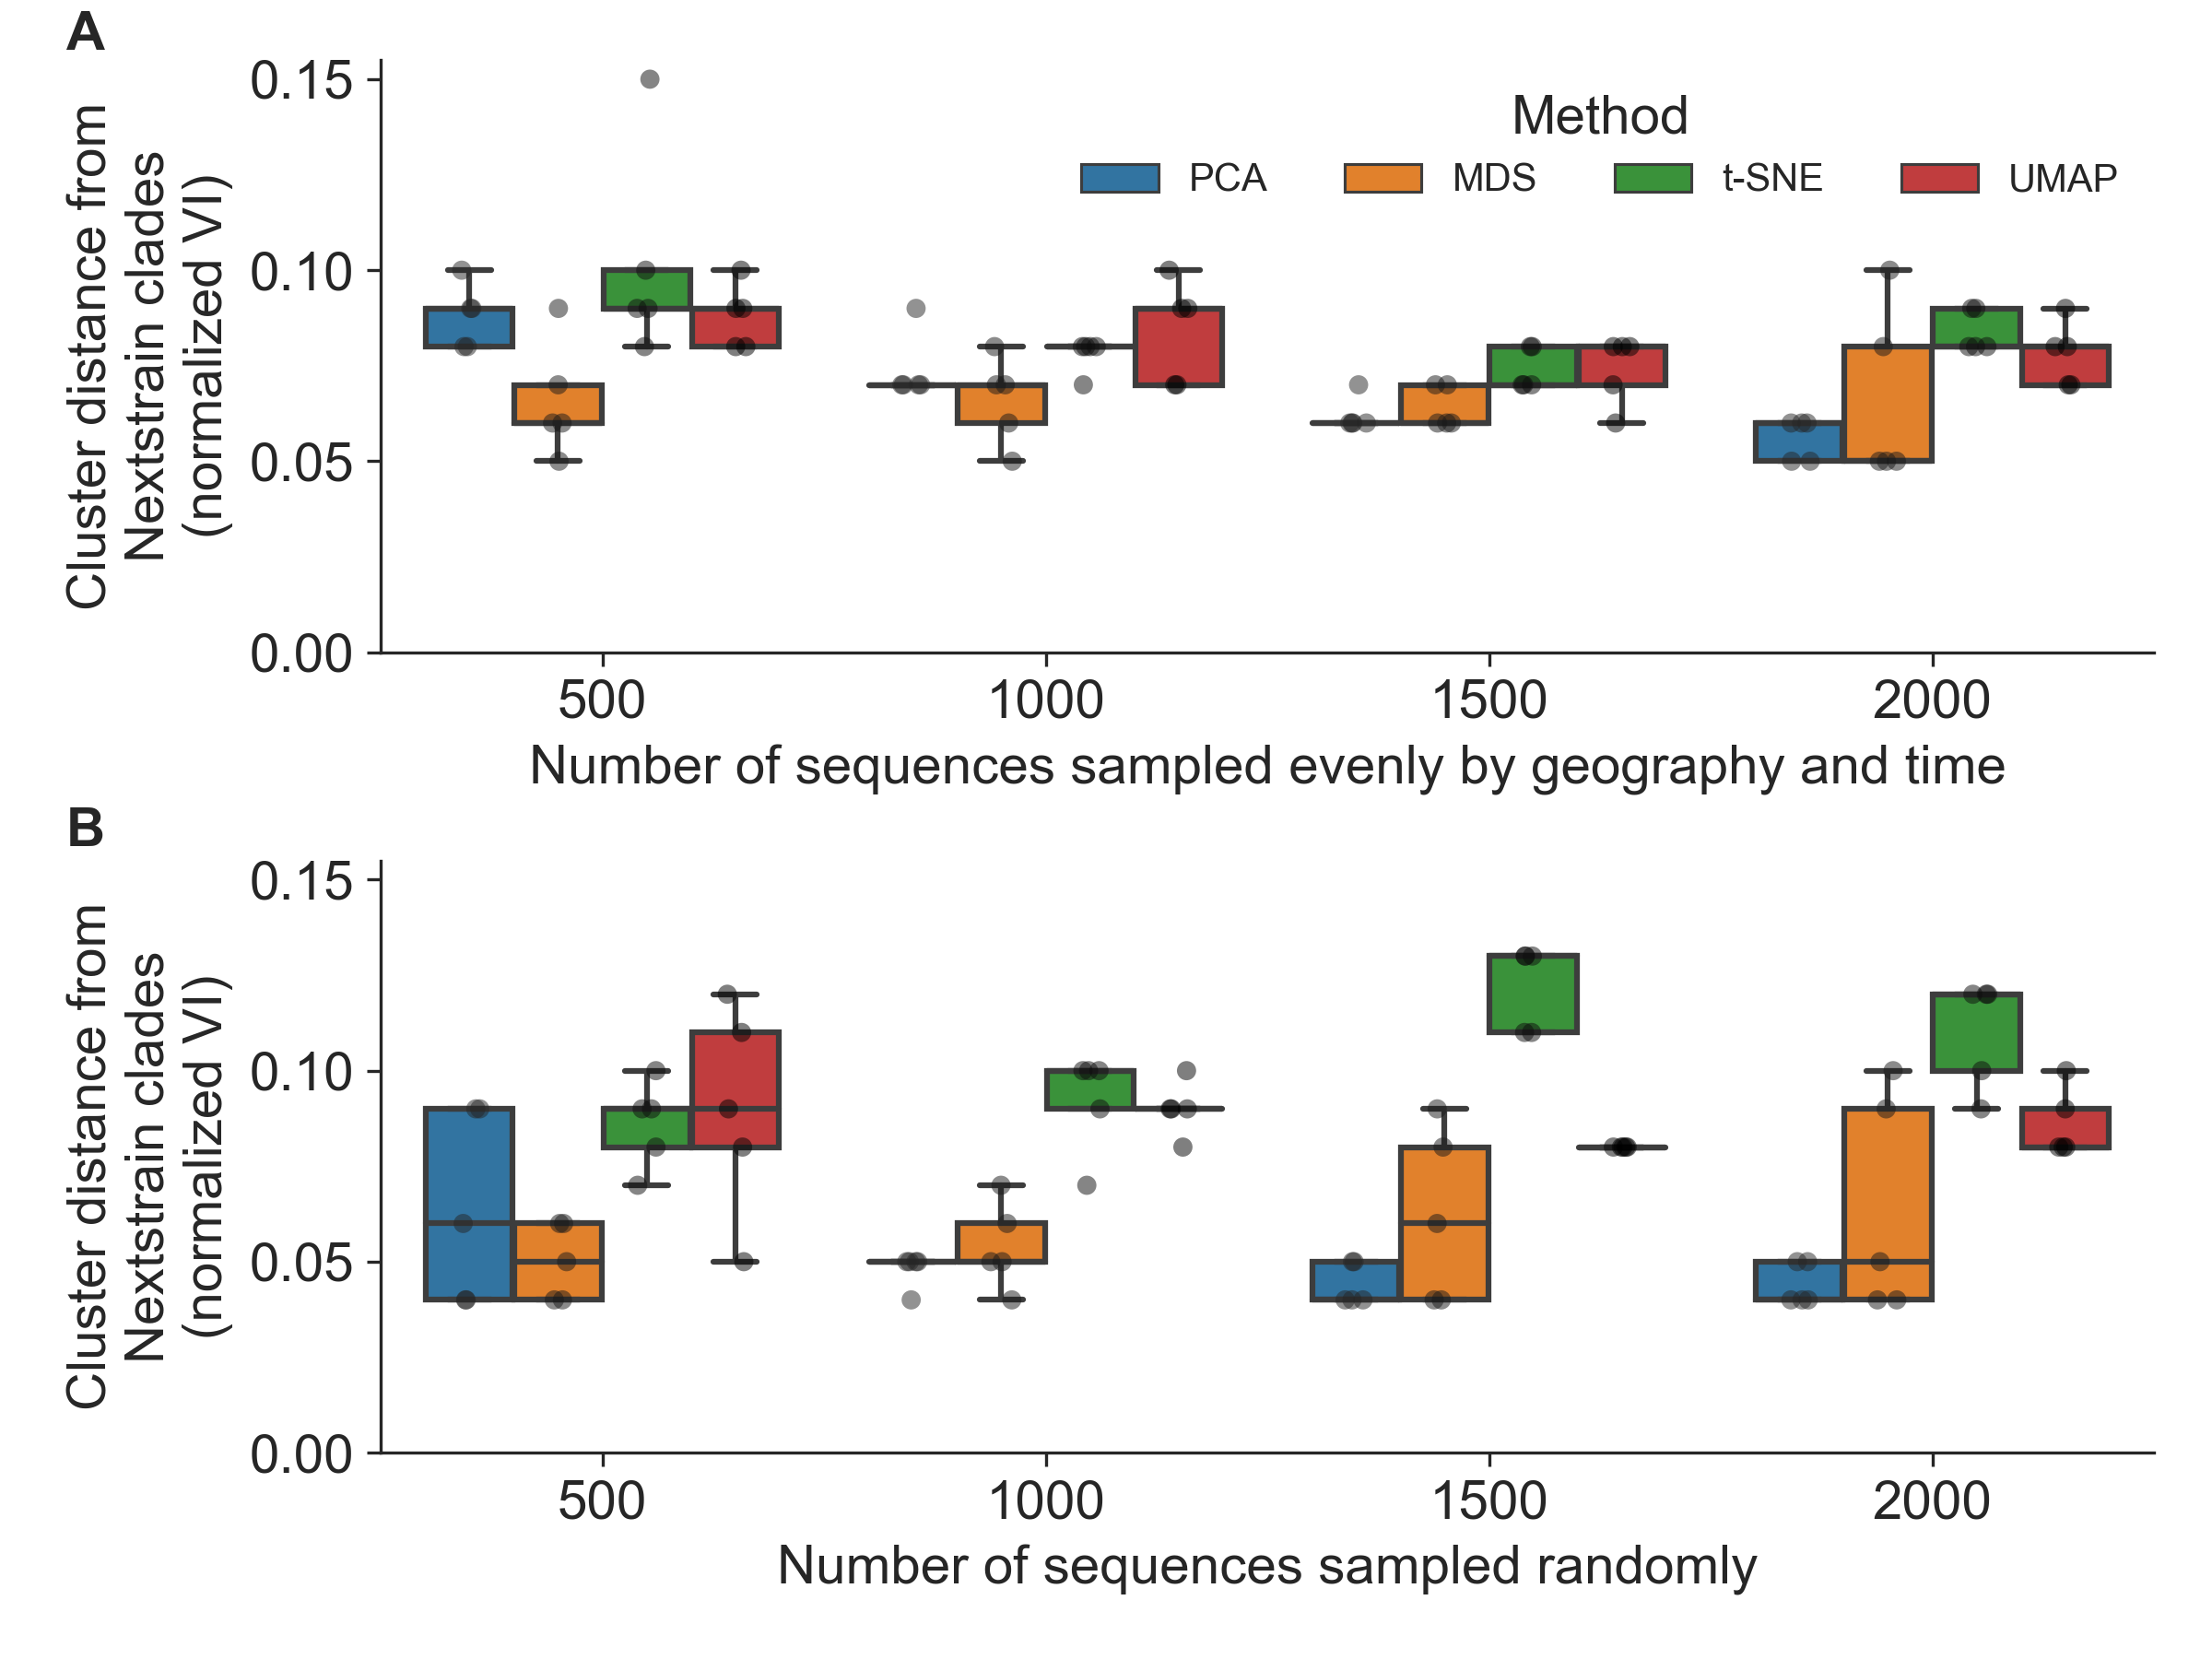 A
Cluster distance from
Nextstrain clades
(normalized VI)
0.15
0.10
0.05
0.00
Method
PCA MDS t-SNE UMAP
500 1000 1500 2000
Number of sequences sampled evenly by geography and time
B
Cluster distance from
Nextstrain clades
(normalized VI)
0.15
0.10
0.05
0.00
500 1000 1500 2000
Number of sequences sampled randomly